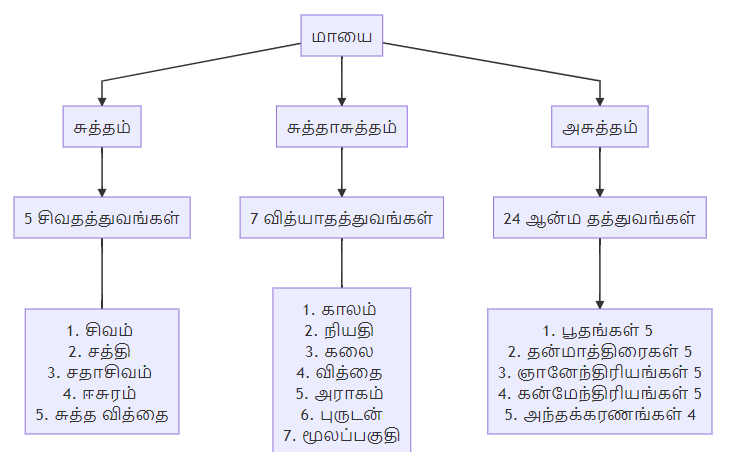 மாயை
சுத்தம்
சுத்தாசுத்தம்
அசுத்தம்
5 சிவதத்துவங்கள்
7 வித்யாதத்துவங்கள்
24 ஆன்ம தத்துவங்கள்
1. சிவம்
2. சத்தி
3. சதாசிவம்
4. ஈசுரம்
5. சுத்த வித்தை
1. காலம்
2. நியதி
3. கலை
4. வித்தை
5. அராகம்
6. புருடன்
7. மூலப்பகுதி
1. பூதங்கள் 5
2. தன்மாத்திரைகள் 5
3. ஞானேந்திரியங்கள் 5
4. கன்மேந்திரியங்கள் 5
5. அந்தக்கரணங்கள் 4